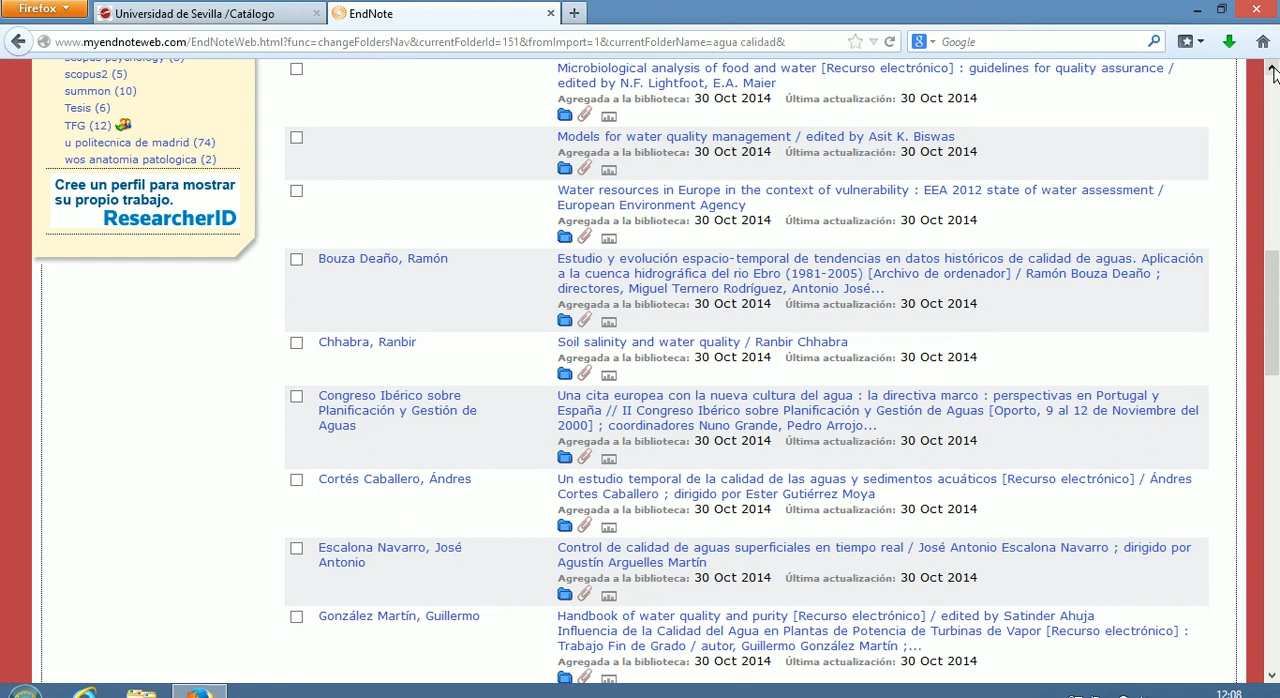 Firefox
Universidad de Sevilla /Catálogo
EndNote
www.myendnoteweb.com/EndNoteWeb.html?func=changeFoldersNav&currentFolderId=151&fromImport=1&currentFolderName=agua calidad&
Google
scopus psychology (5)
scopus2 (5)
summon (10)
Tesis (6)
TFG (12)
u politecnica de madrid (74)
wos anatomia patologica (2)
Cree un perfil para mostrar
su propio trabajo.
ResearcherID
Microbiological analysis of food and water [Recurso electrónico] : guidelines for quality assurance /
edited by N.F. Lightfoot, E.A. Maier
Agregada a la biblioteca: 30 Oct 2014 Última actualización: 30 Oct 2014
Models for water quality management / edited by Asit K. Biswas
Agregada a la biblioteca: 30 Oct 2014 Última actualización: 30 Oct 2014
Water resources in Europe in the context of vulnerability : EEA 2012 state of water assessment /
European Environment Agency
Agregada a la biblioteca: 30 Oct 2014 Última actualización: 30 Oct 2014
Bouza Deaño, Ramón
Estudio y evolución espacio-temporal de tendencias en datos históricos de calidad de aguas. Aplicación
a la cuenca hidrográfica del rio Ebro (1981-2005) [Archivo de ordenador] / Ramón Bouza Deaño ;
directores, Miguel Ternero Rodríguez, Antonio José...
Agregada a la biblioteca: 30 Oct 2014 Última actualización: 30 Oct 2014
Chhabra, Ranbir
Soil salinity and water quality / Ranbir Chhabra
Agregada a la biblioteca: 30 Oct 2014 Última actualización: 30 Oct 2014
Congreso Ibérico sobre
Planificación y Gestión de
Aguas
Una cita europea con la nueva cultura del agua : la directiva marco : perspectivas en Portugal y
España // II Congreso Ibérico sobre Planificación y Gestión de Aguas [Oporto, 9 al 12 de Noviembre del
2000] ; coordinadores Nuno Grande, Pedro Arrojo...
Agregada a la biblioteca: 30 Oct 2014 Última actualización: 30 Oct 2014
Cortés Caballero, Ándres
Un estudio temporal de la calidad de las aguas y sedimentos acuáticos [Recurso electrónico] / Ándres
Cortes Caballero ; dirigido por Ester Gutiérrez Moya
Agregada a la biblioteca: 30 Oct 2014 Última actualización: 30 Oct 2014
Escalona Navarro, José
Antonio
Control de calidad de aguas superficiales en tiempo real / José Antonio Escalona Navarro ; dirigido por
Agustín Arguelles Martín
Agregada a la biblioteca: 30 Oct 2014 Última actualización: 30 Oct 2014
González Martín, Guillermo
Handbook of water quality and purity [Recurso electrónico] / edited by Satinder Ahuja
Influencia de la Calidad del Agua en Plantas de Potencia de Turbinas de Vapor [Recurso electrónico] :
Trabajo Fin de Grado / autor, Guillermo González Martín ;...
Agregada a la biblioteca: 30 Oct 2014 Última actualización: 30 Oct 2014
12:08